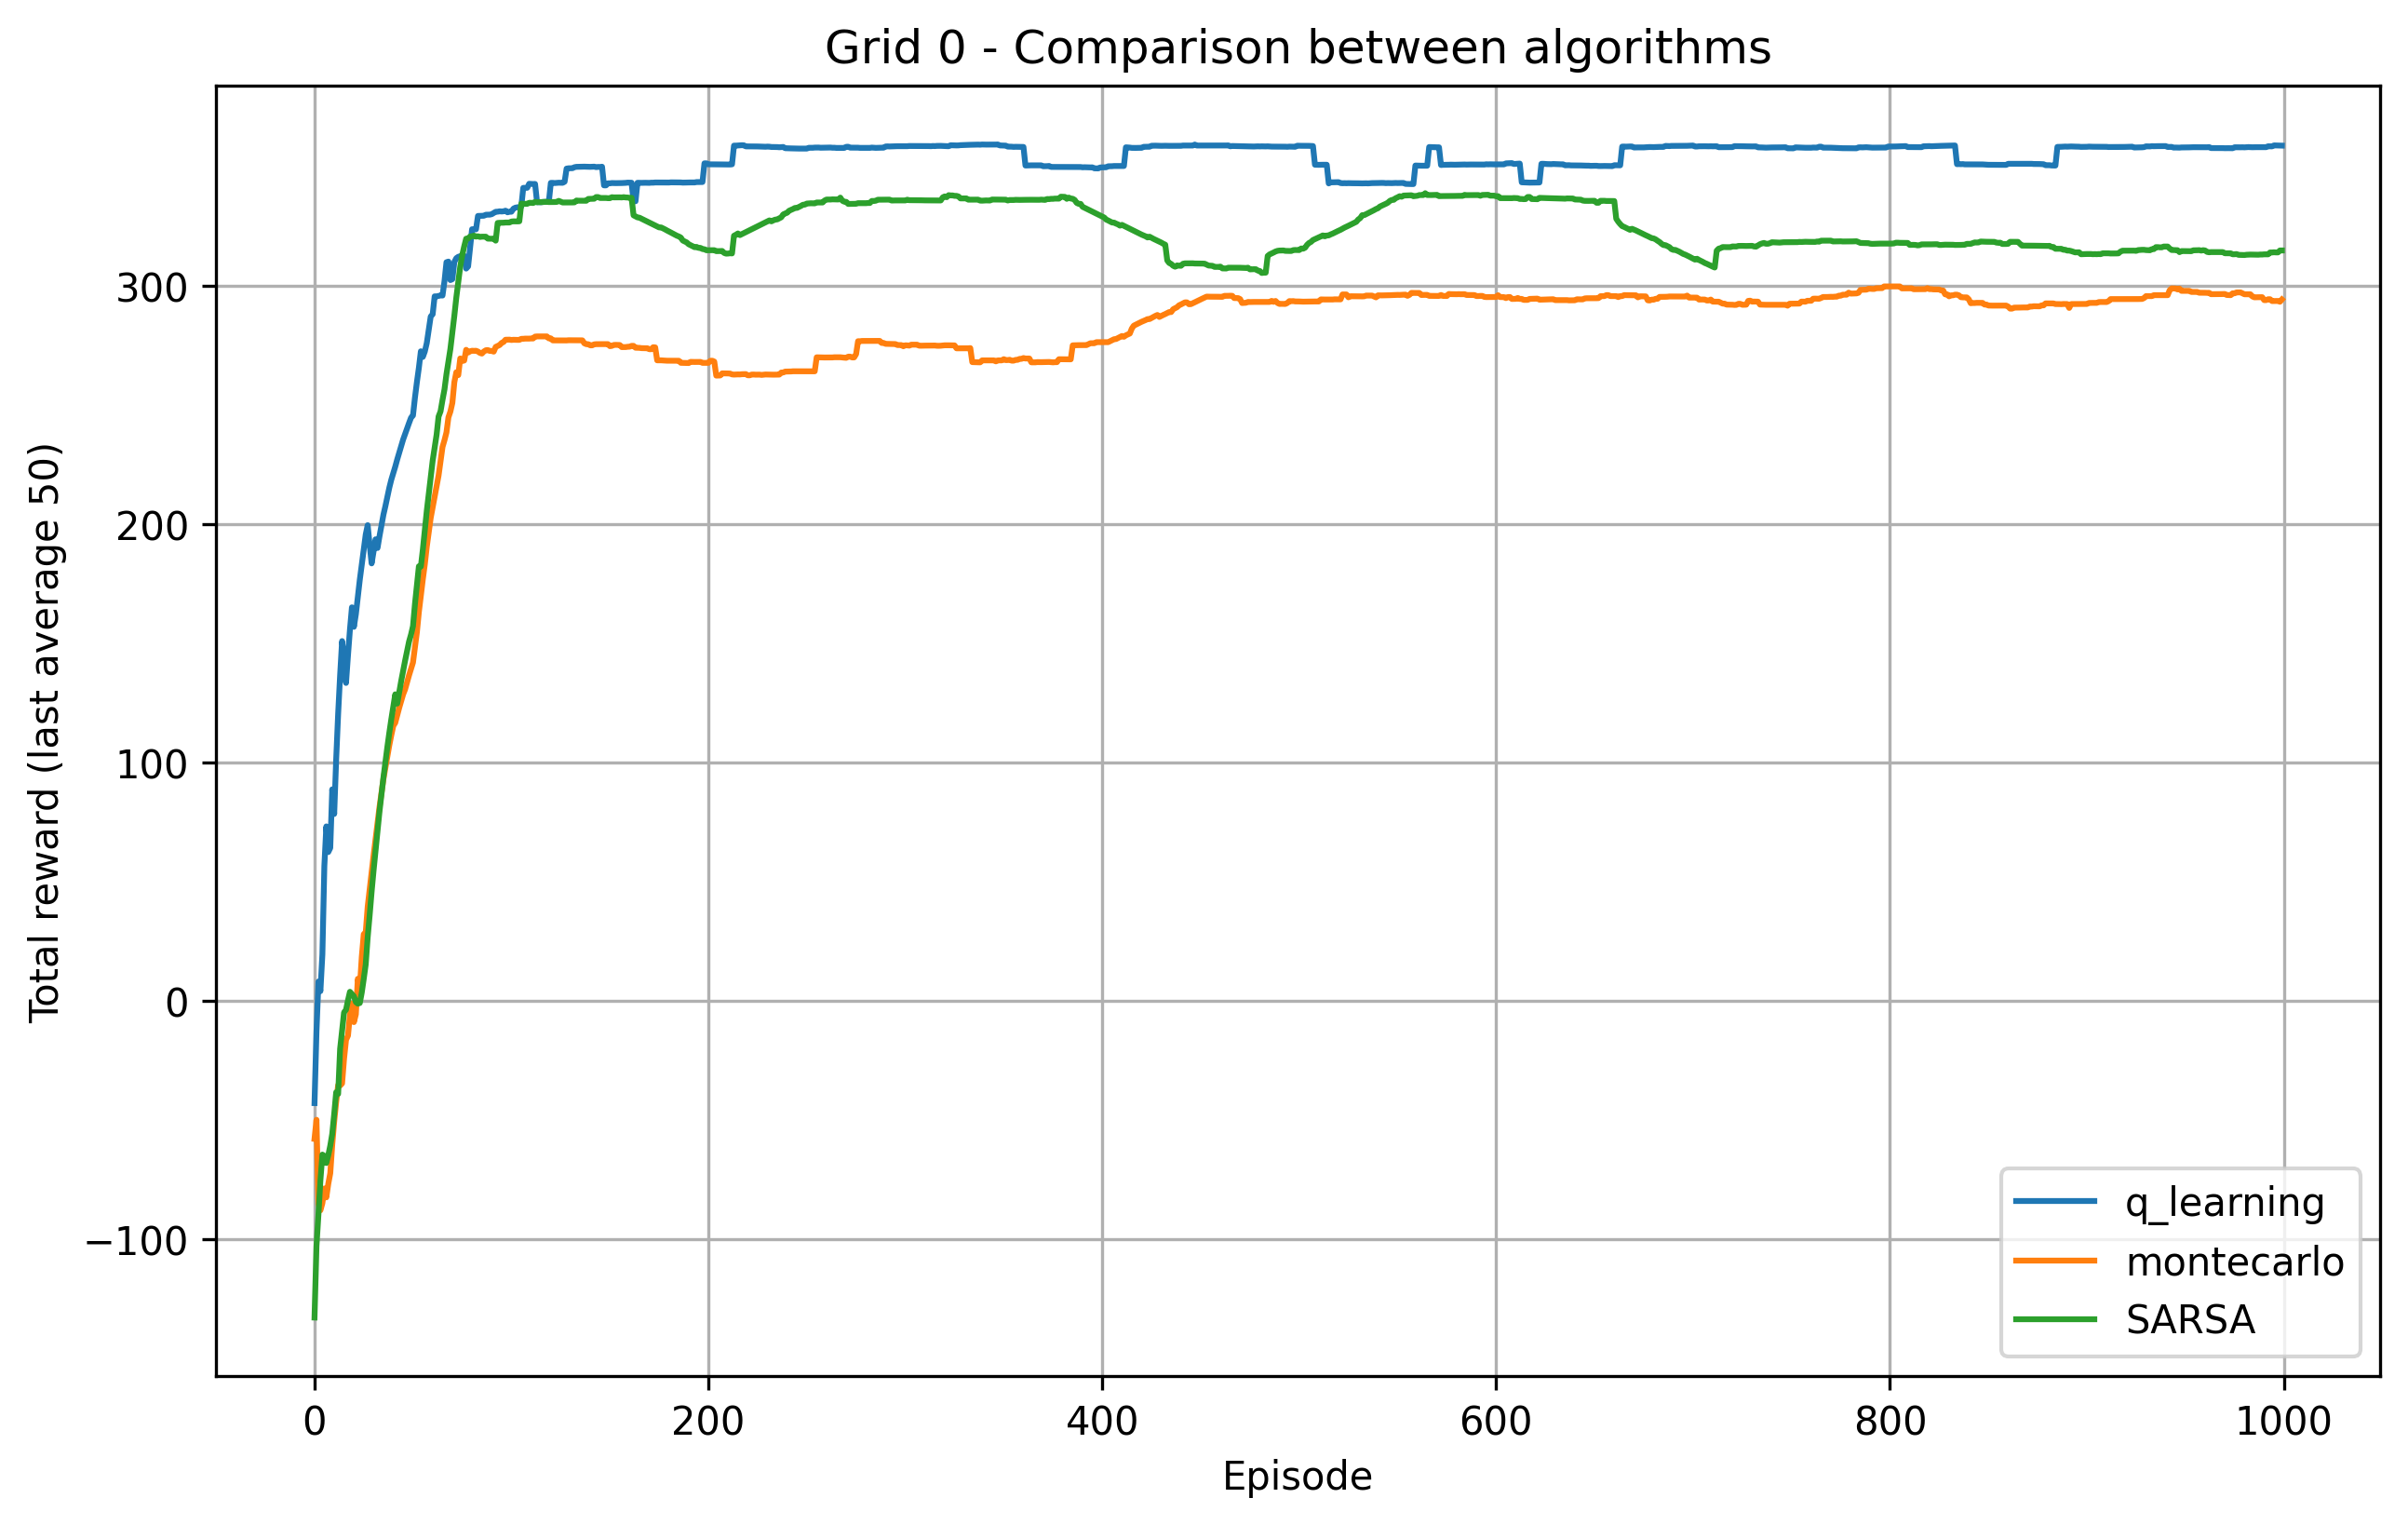 Grid 0 - Comparison between algorithms
Total reward (last average 50)
300
200
100
0
−100
0
200
400
600
800
1000
Episode
q_learning
montecarlo
SARSA